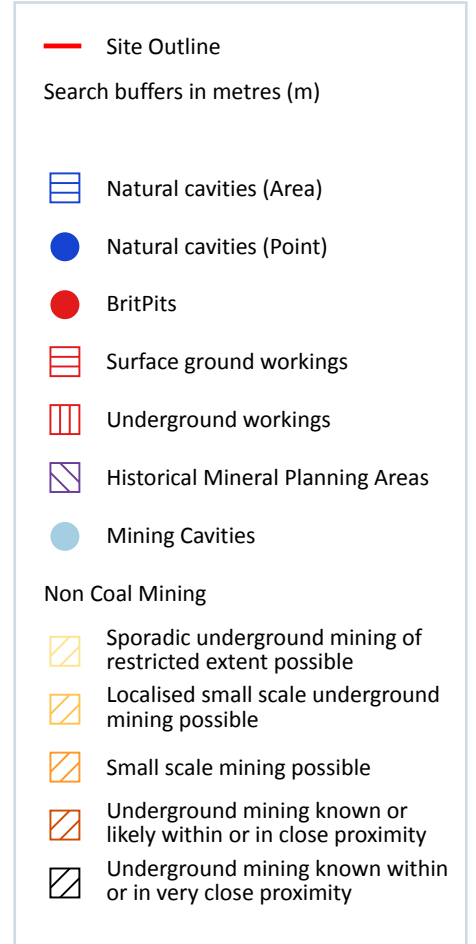 Site Outline
Search buffers in metres (m)
Natural cavities (Area)
Natural cavities (Point)
BritPits
Surface ground workings
Underground workings
Historical Mineral Planning Areas
Mining Cavities
Non Coal Mining
Sporadic underground mining of
restricted extent possible
Localised small scale underground
mining possible
Small scale mining possible
Underground mining known or
likely within or in close proximity
Underground mining known within
or in very close proximity